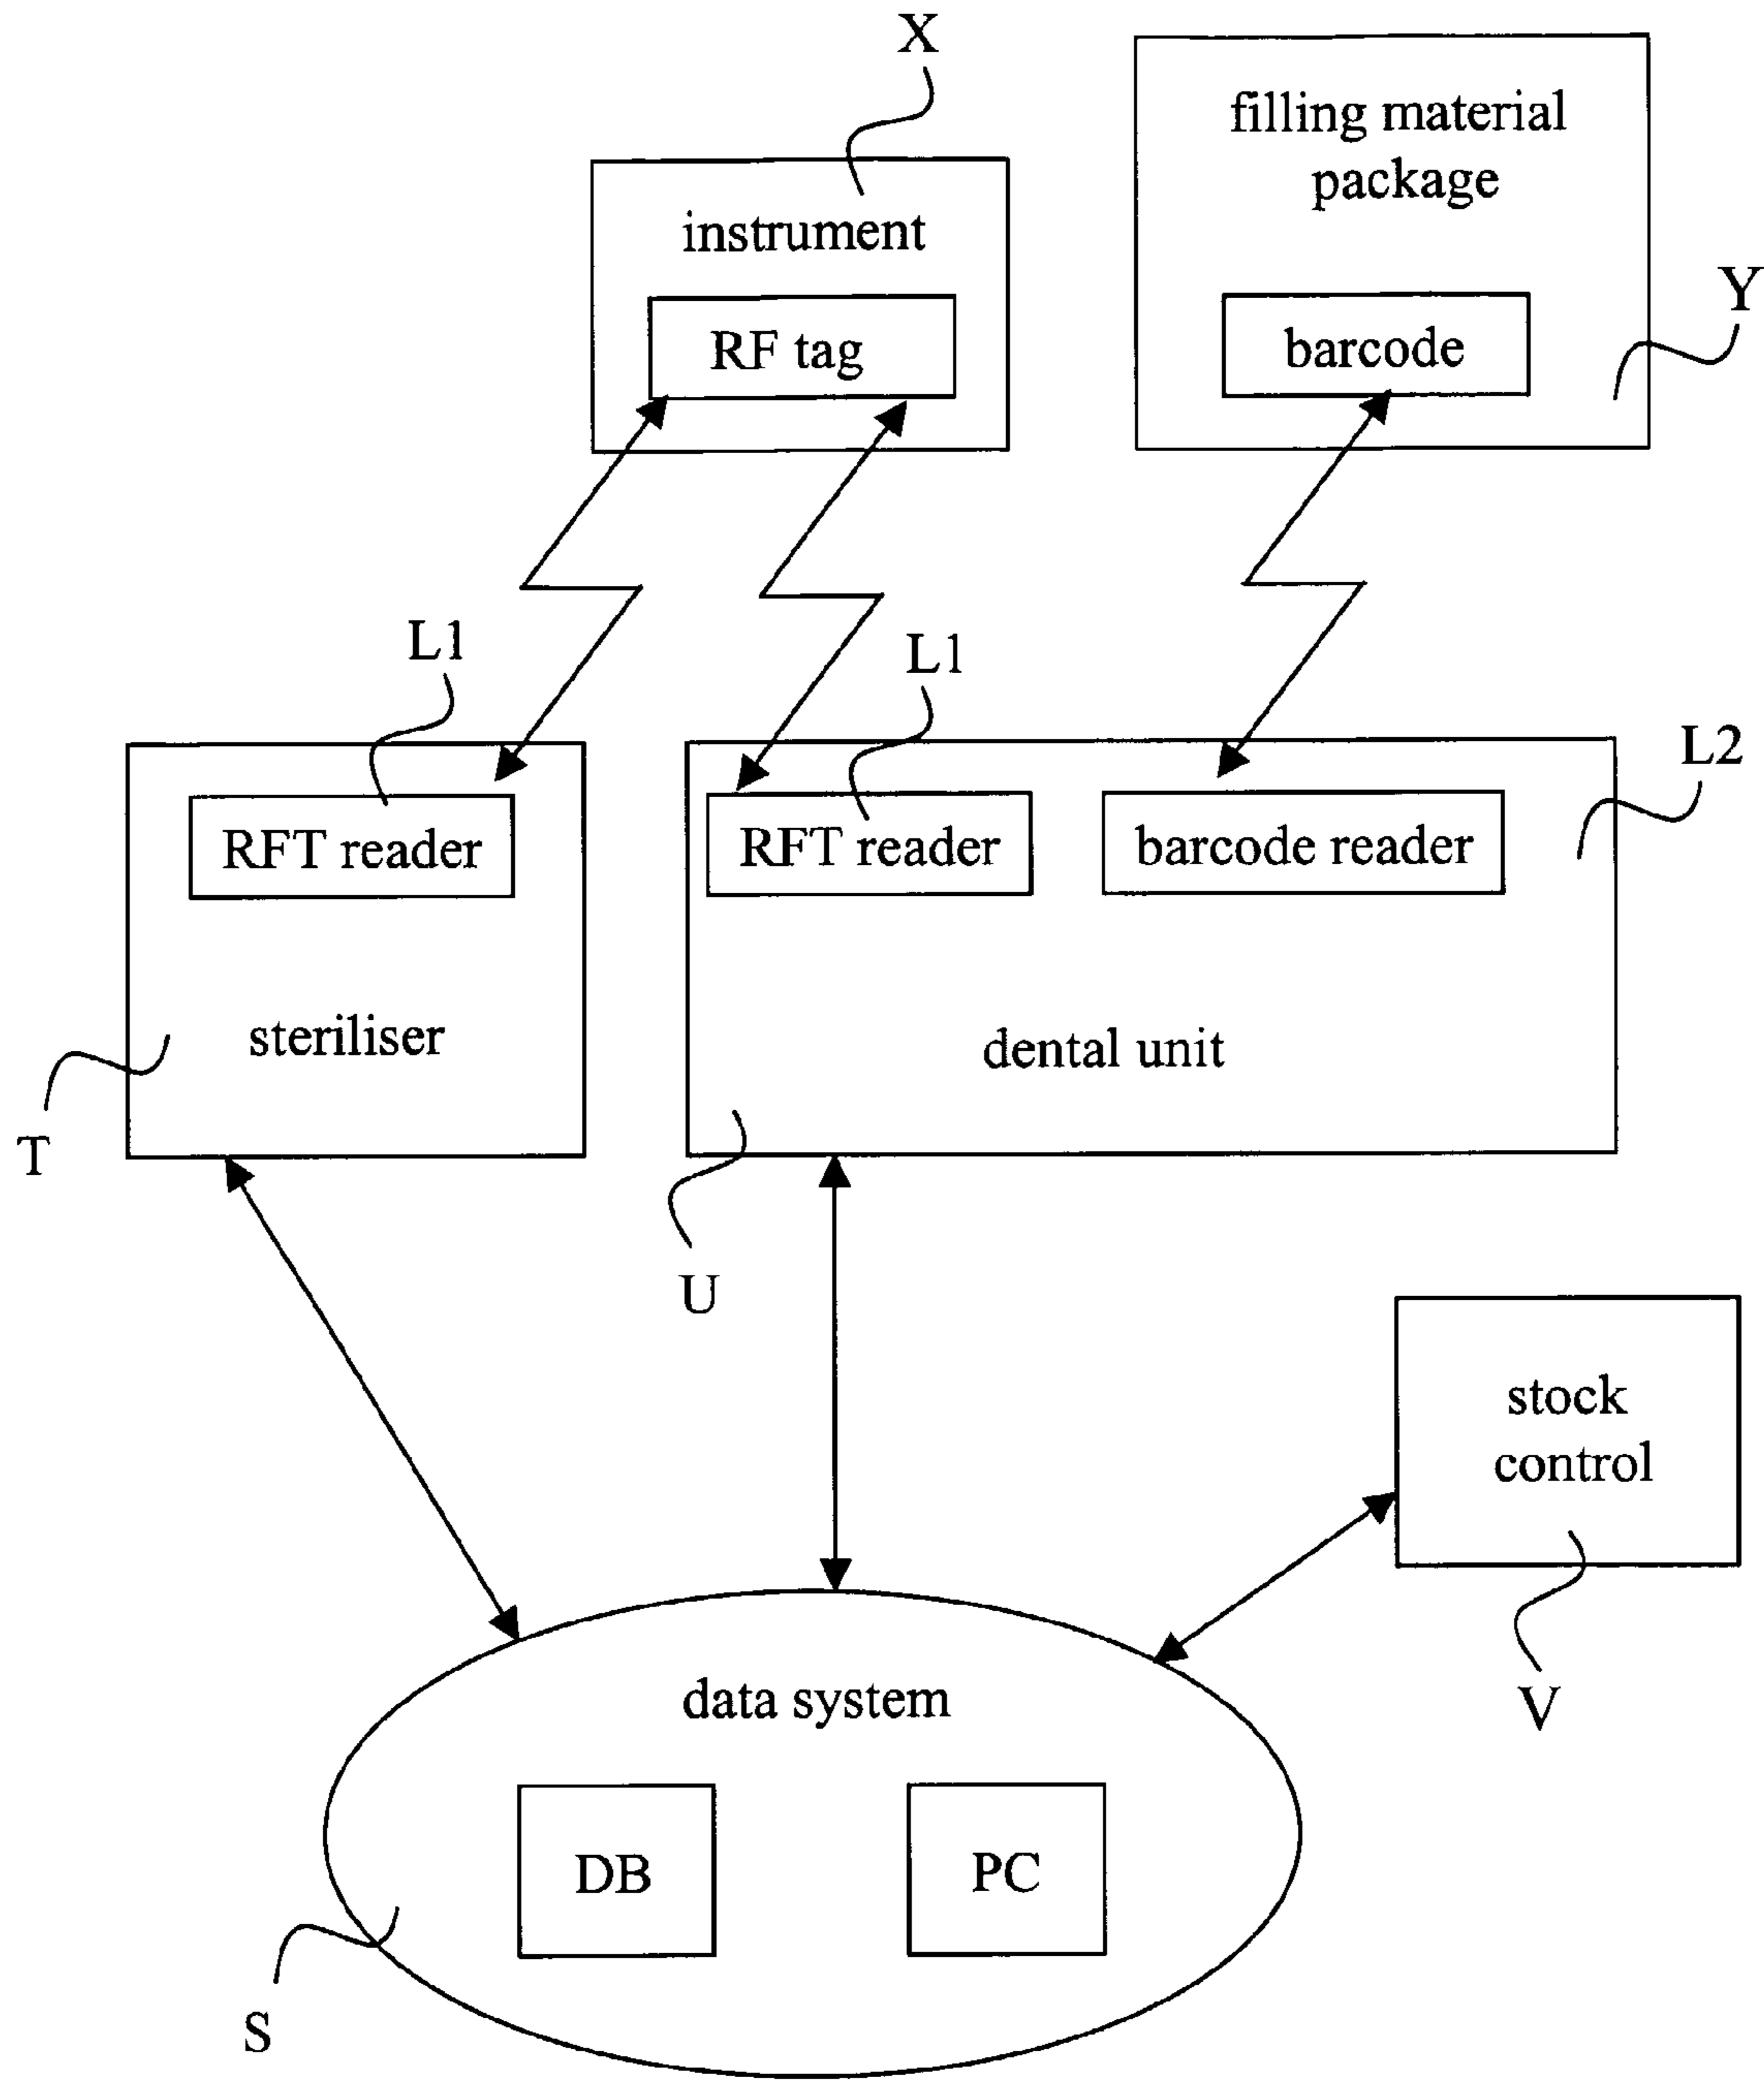 X
filling material
package
instrument
Y
RF tag
barcode
L1
L1
L2
RFT reader
RFT reader
barcode reader
steriliser
dental unit
T
U
stock
control
data system
V
DB
PC
S